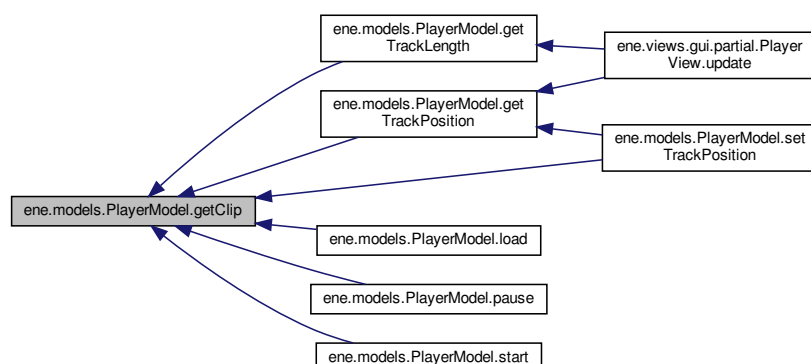 ene.models.PlayerModel.get
TrackLength
ene.views.gui.partial.Player
View.update
ene.models.PlayerModel.get
TrackPosition
ene.models.PlayerModel.set
TrackPosition
ene.models.PlayerModel.getClip
ene.models.PlayerModel.load
ene.models.PlayerModel.pause
ene.models.PlayerModel.start